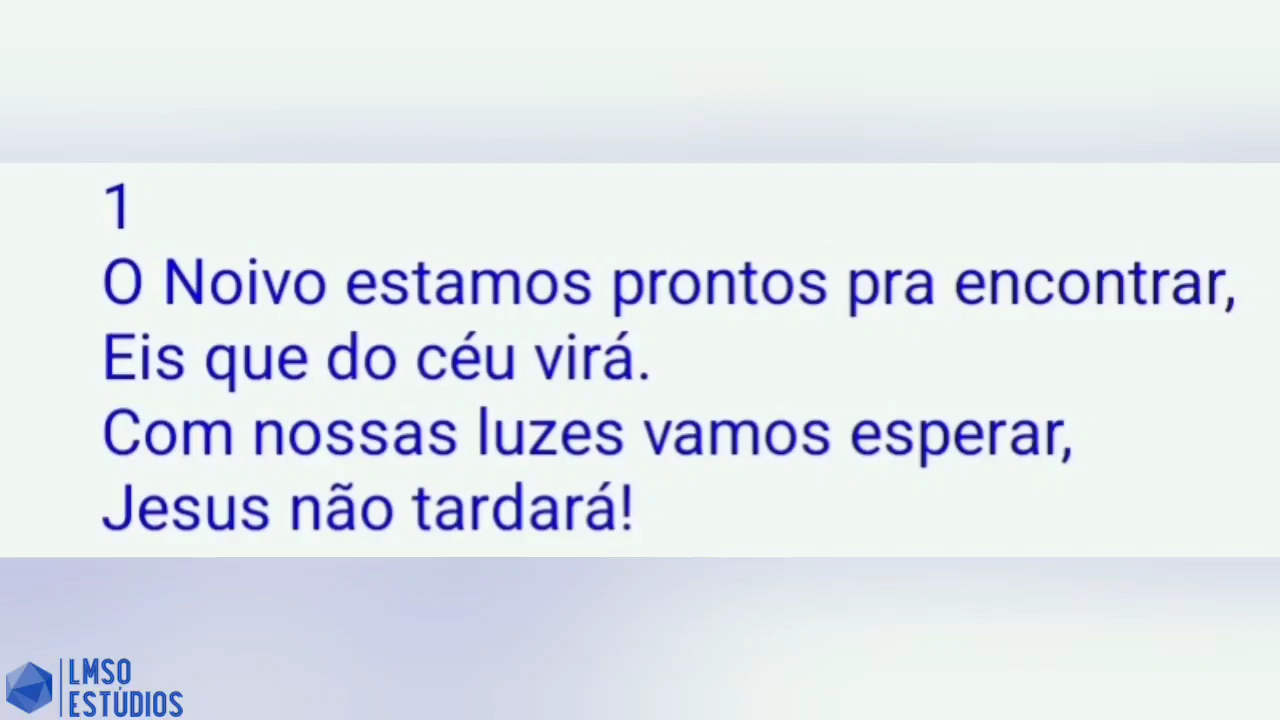 1
O Noivo estamos prontos pra encontrar,
Eis que do céu virá.
Com nossas luzes vamos esperar,
Jesus não tardará!
LMSO
ESTÚDIOS